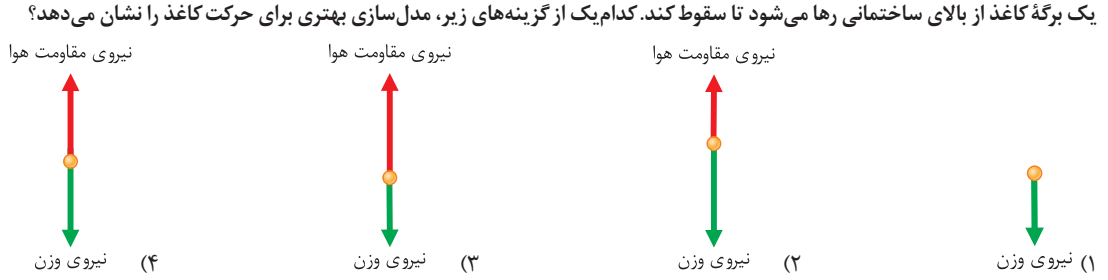 یک برگهٔ کاغذ از بالای ساختمانی رها می‌شود تا سقوط کند. کدام‌یک از گزینه‌های زیر، مدل‌سازی بهتری برای حرکت کاغذ را نشان می‌دهد؟
نیروی مقاومت هوا
نیروی مقاومت هوا
نیروی مقاومت هوا
۱) نیروی وزن
۲) نیروی وزن
۳) نیروی وزن
۴) نیروی وزن